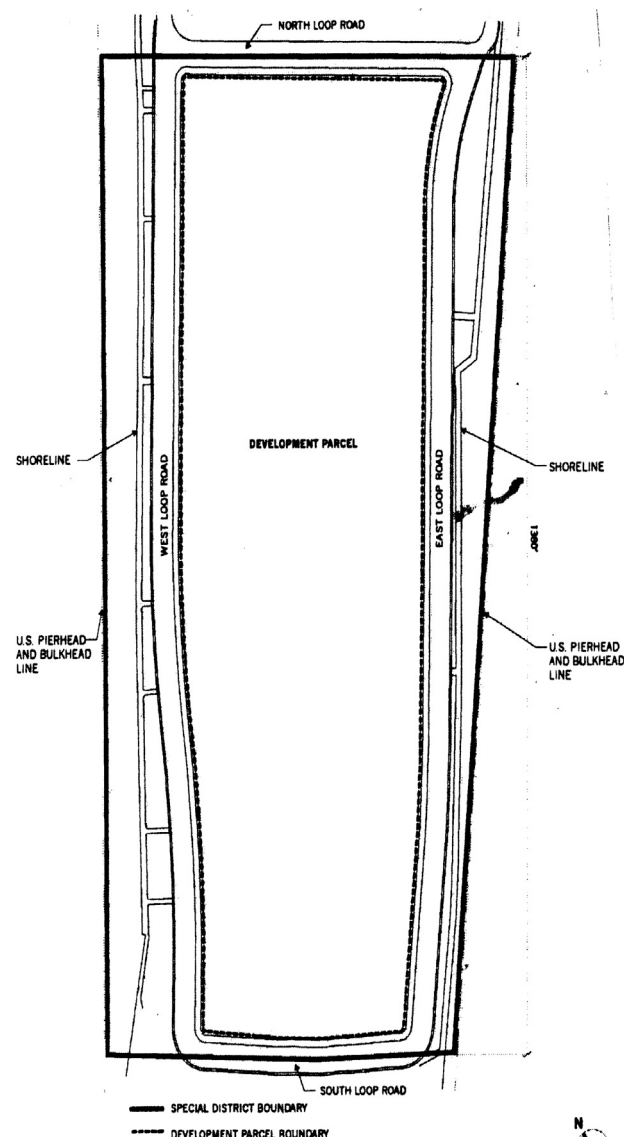 NORTH LOOP ROAD
DEVELOPMENT PARCEL
SHORELINE
WEST LOOP ROAD
EAST LOOP ROAD
SHORELINE
1380'
U.S. PIERHEAD
AND BULKHEAD
LINE
U.S. PIERHEAD
AND BULKHEAD
LINE
SOUTH LOOP ROAD
SPECIAL DISTRICT BOUNDARY
DEVELOPMENT PARCEL BOUNDARY
N